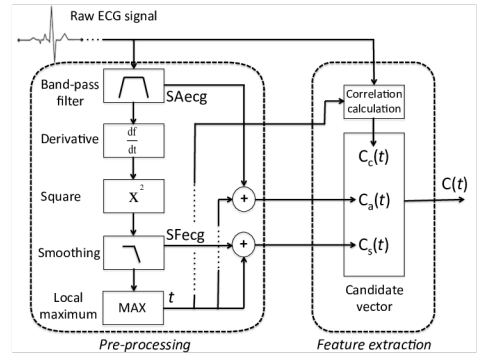 Raw ECG signal
Band-pass filter
SAecg
Derivative
df/dt
Square
X²
Smoothing
SFecg
Local maximum
MAX
t
Pre-processing
+
+
Correlation calculation
Cc(t)
Ca(t)
Cs(t)
C(t)
Candidate vector
Feature extraction